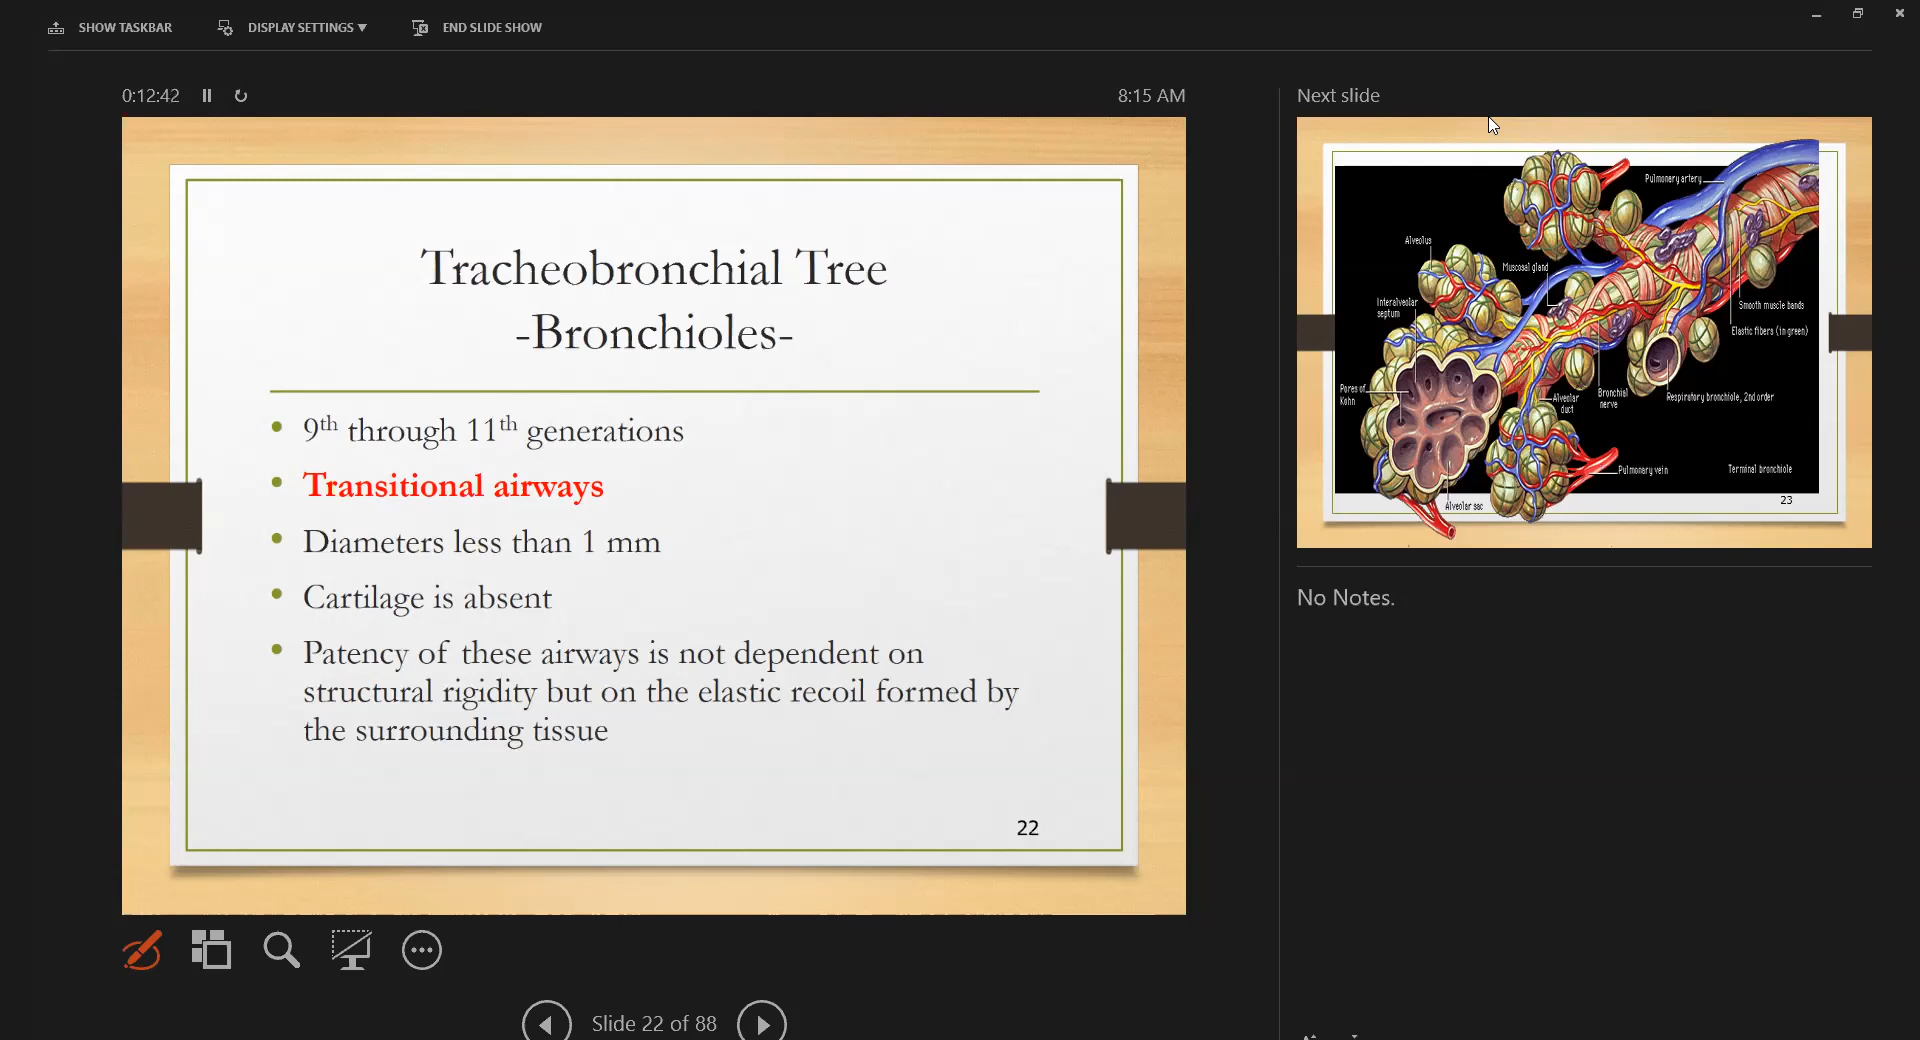 SHOW TASKBAR
DISPLAY SETTINGS ▼
END SLIDE SHOW
0:12:42
8:15 AM
Next slide
Tracheobronchial Tree
-Bronchioles-
• 9th through 11th generations
• Transitional airways
• Diameters less than 1 mm
• Cartilage is absent
• Patency of these airways is not dependent on
structural rigidity but on the elastic recoil formed by
the surrounding tissue
22
Pulmonary artery
Alveolus
Mucosal gland
Interalveolar
septum
Smooth muscle bands
Elastic fibers (in green)
Pores of
Kohn
Alveolar
duct
Bronchial
nerve
Respiratory bronchiole, 2nd order
Pulmonary vein
Terminal bronchiole
Alveolar sac
23
No Notes.
Slide 22 of 88